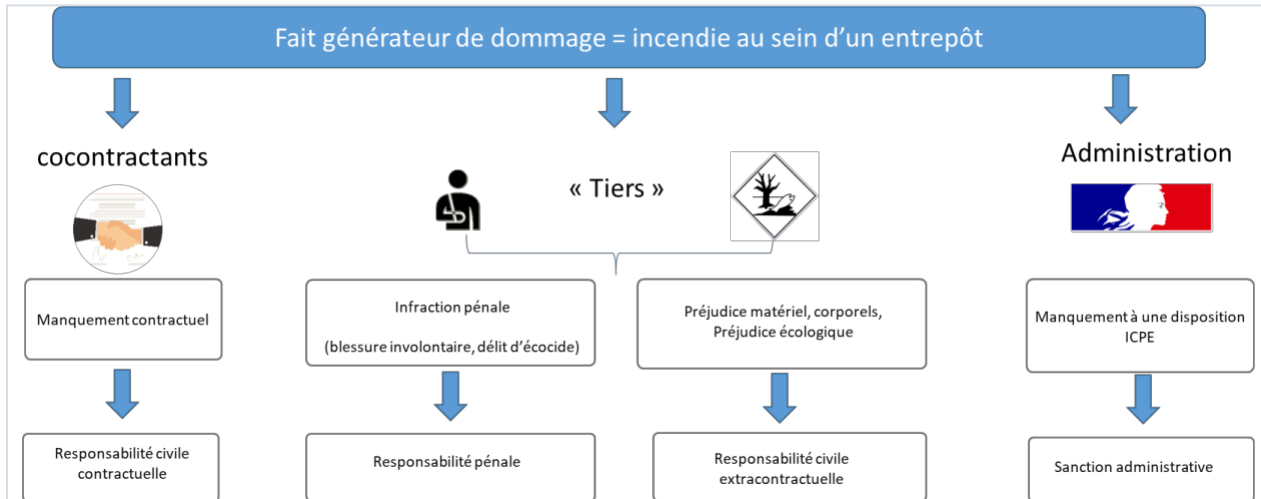 Fait générateur de dommage = incendie au sein d’un entrepôt
cocontractants
« Tiers »
Administration
Manquement contractuel
Infraction pénale
(blessure involontaire, délit d’écocide)
Préjudice matériel, corporels,
Préjudice écologique
Manquement à une disposition
ICPE
Responsabilité civile
contractuelle
Responsabilité pénale
Responsabilité civile
extracontractuelle
Sanction administrative